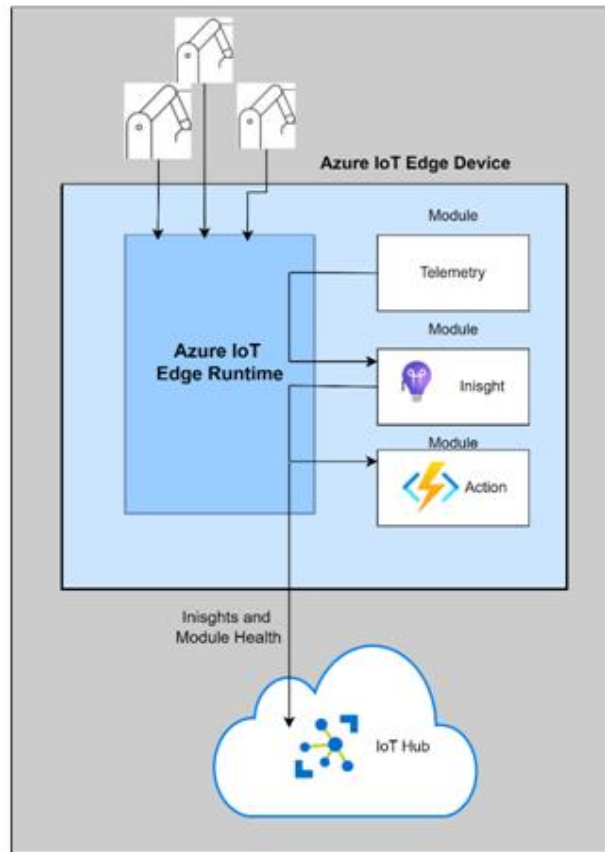 Azure IoT Edge Device
Module
Telemetry
Azure IoT
Edge Runtime
Module
Inisght
Module
Action
Inisghts and
Module Health
IoT Hub